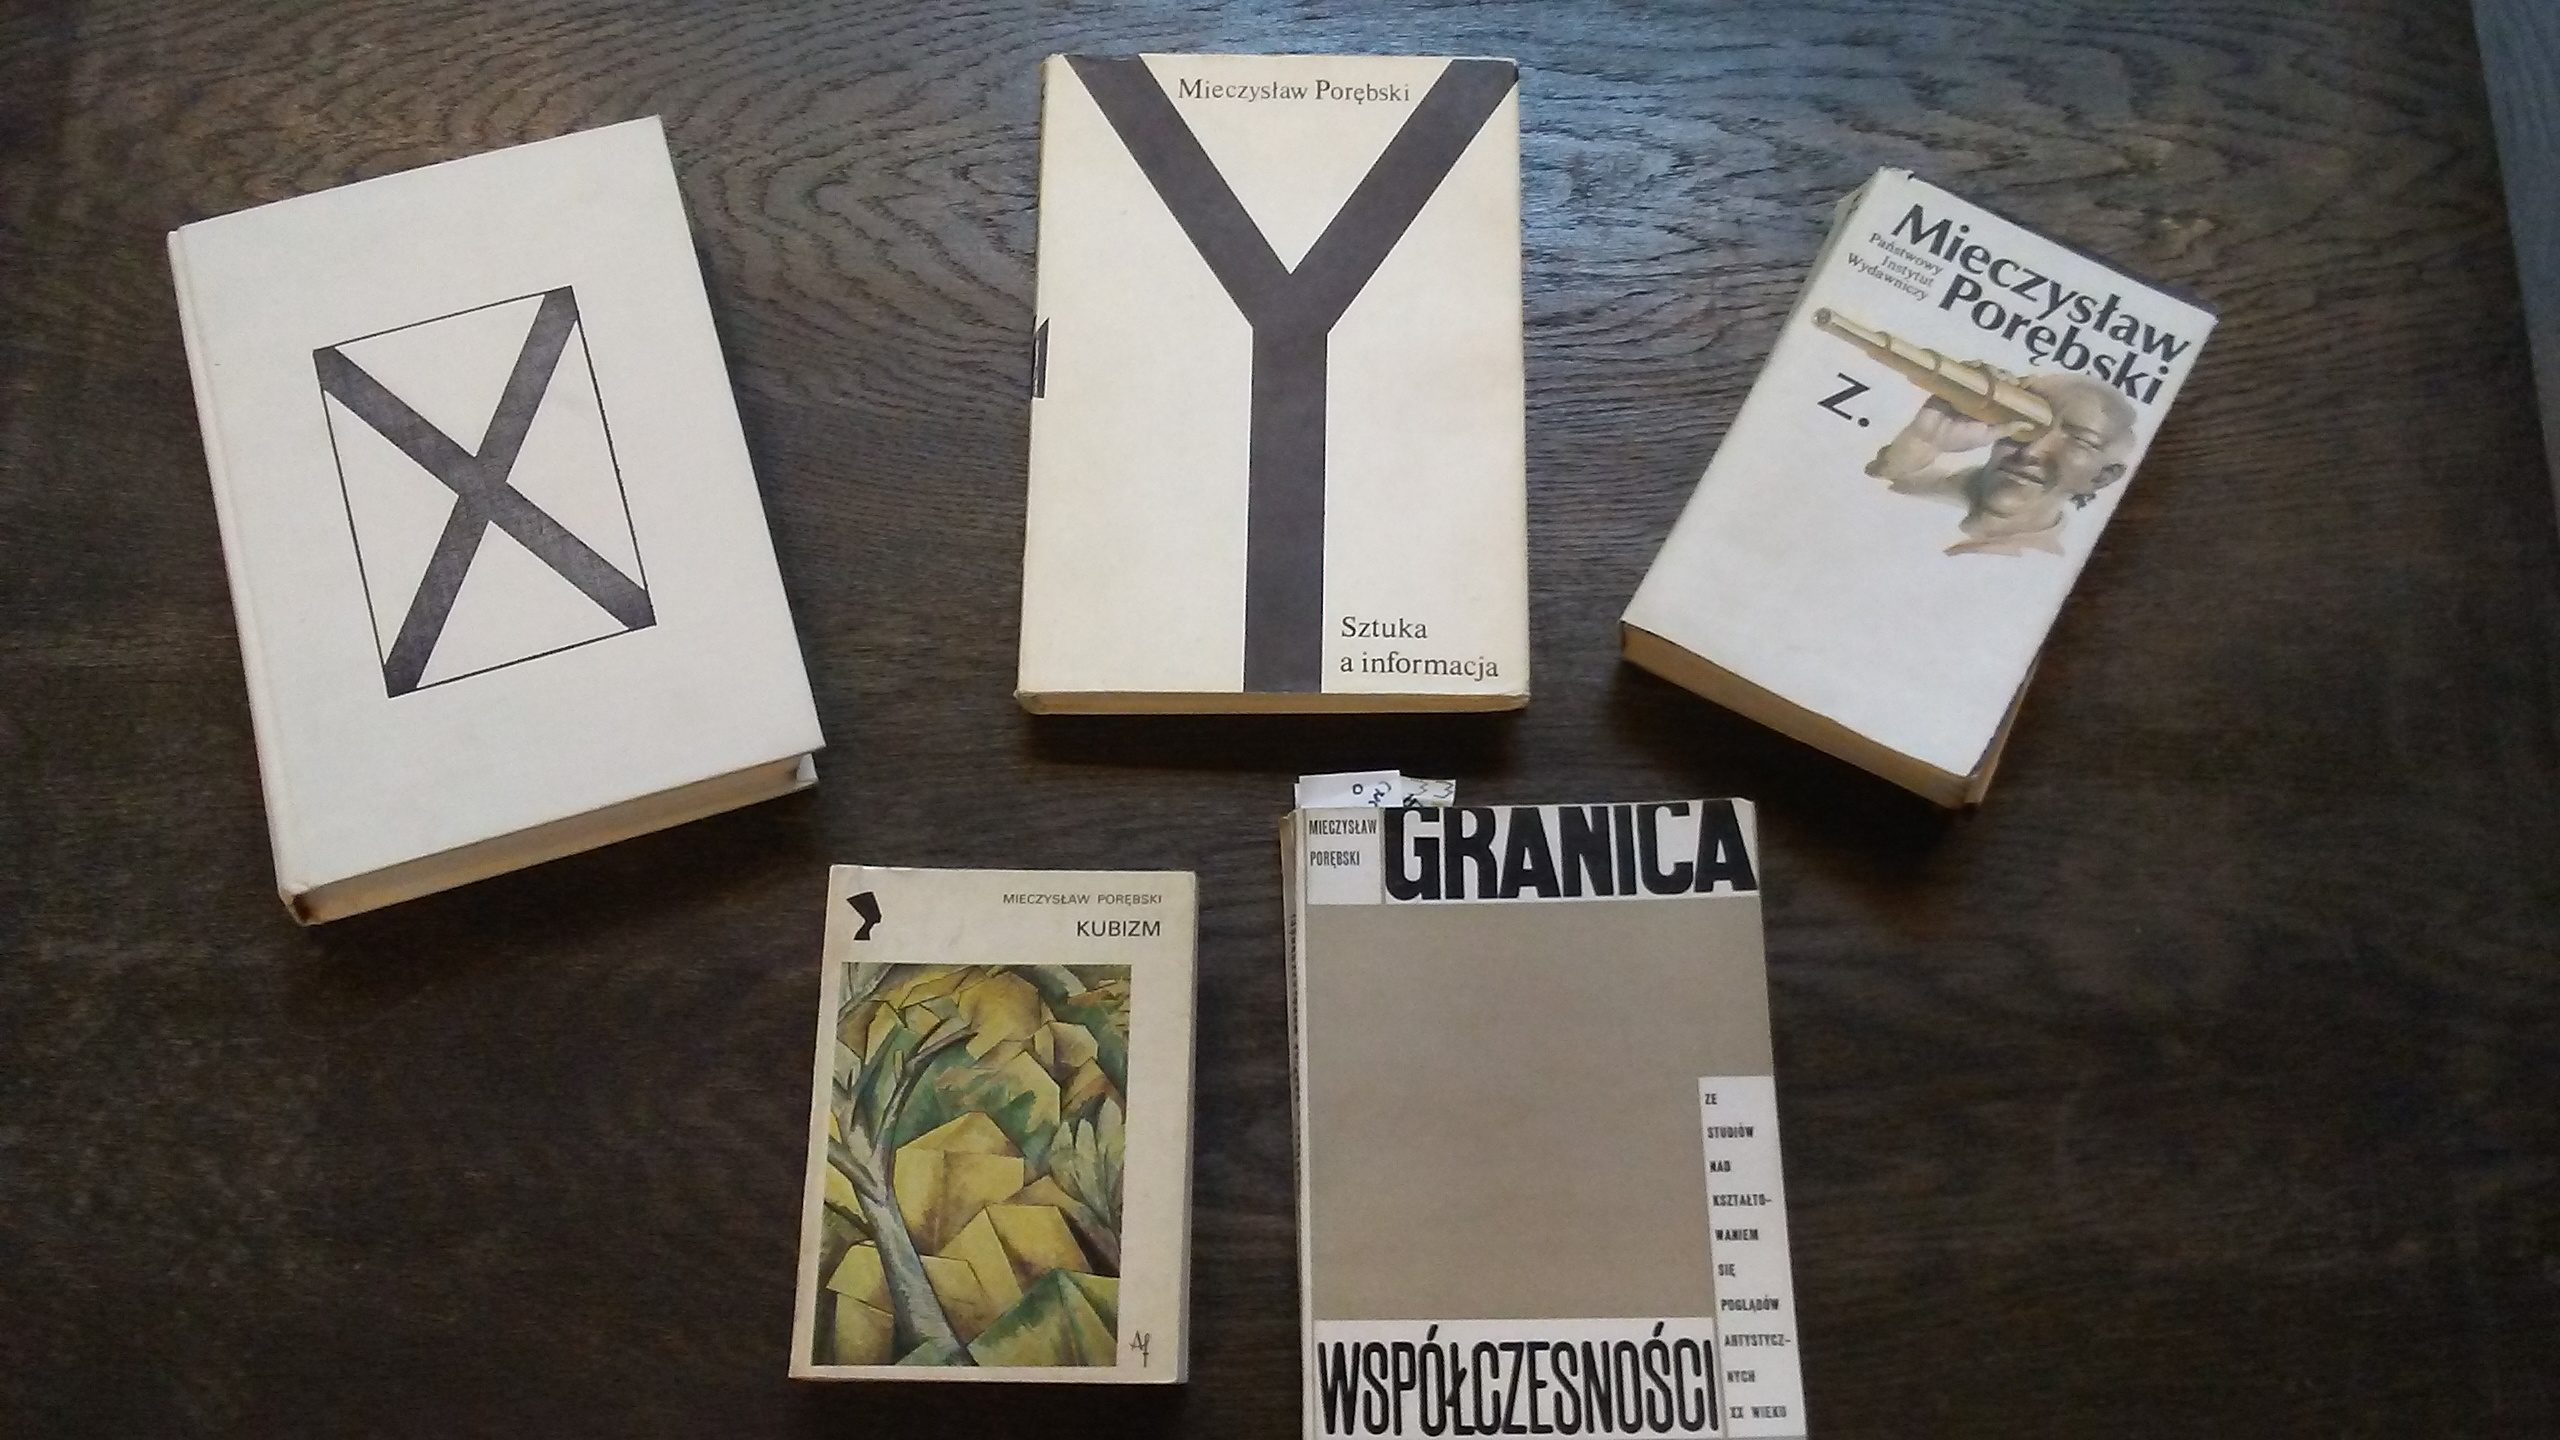 X
Mieczysław Porębski
Y
Sztuka
a informacja
Mieczysław
Porębski
Państwowy
Instytut
Wydawniczy
Z.
MIECZYSŁAW PORĘBSKI
KUBIZM
Af
MIECZYSŁAW
PORĘBSKI
GRANICA
ZE
STUDIÓW
NAD
KSZTAŁTO-
WANIEM
SIĘ
POGLĄDÓW
ARTYSTYCZ-
NYCH
XX WIEKU
WSPÓŁCZESNOŚCI